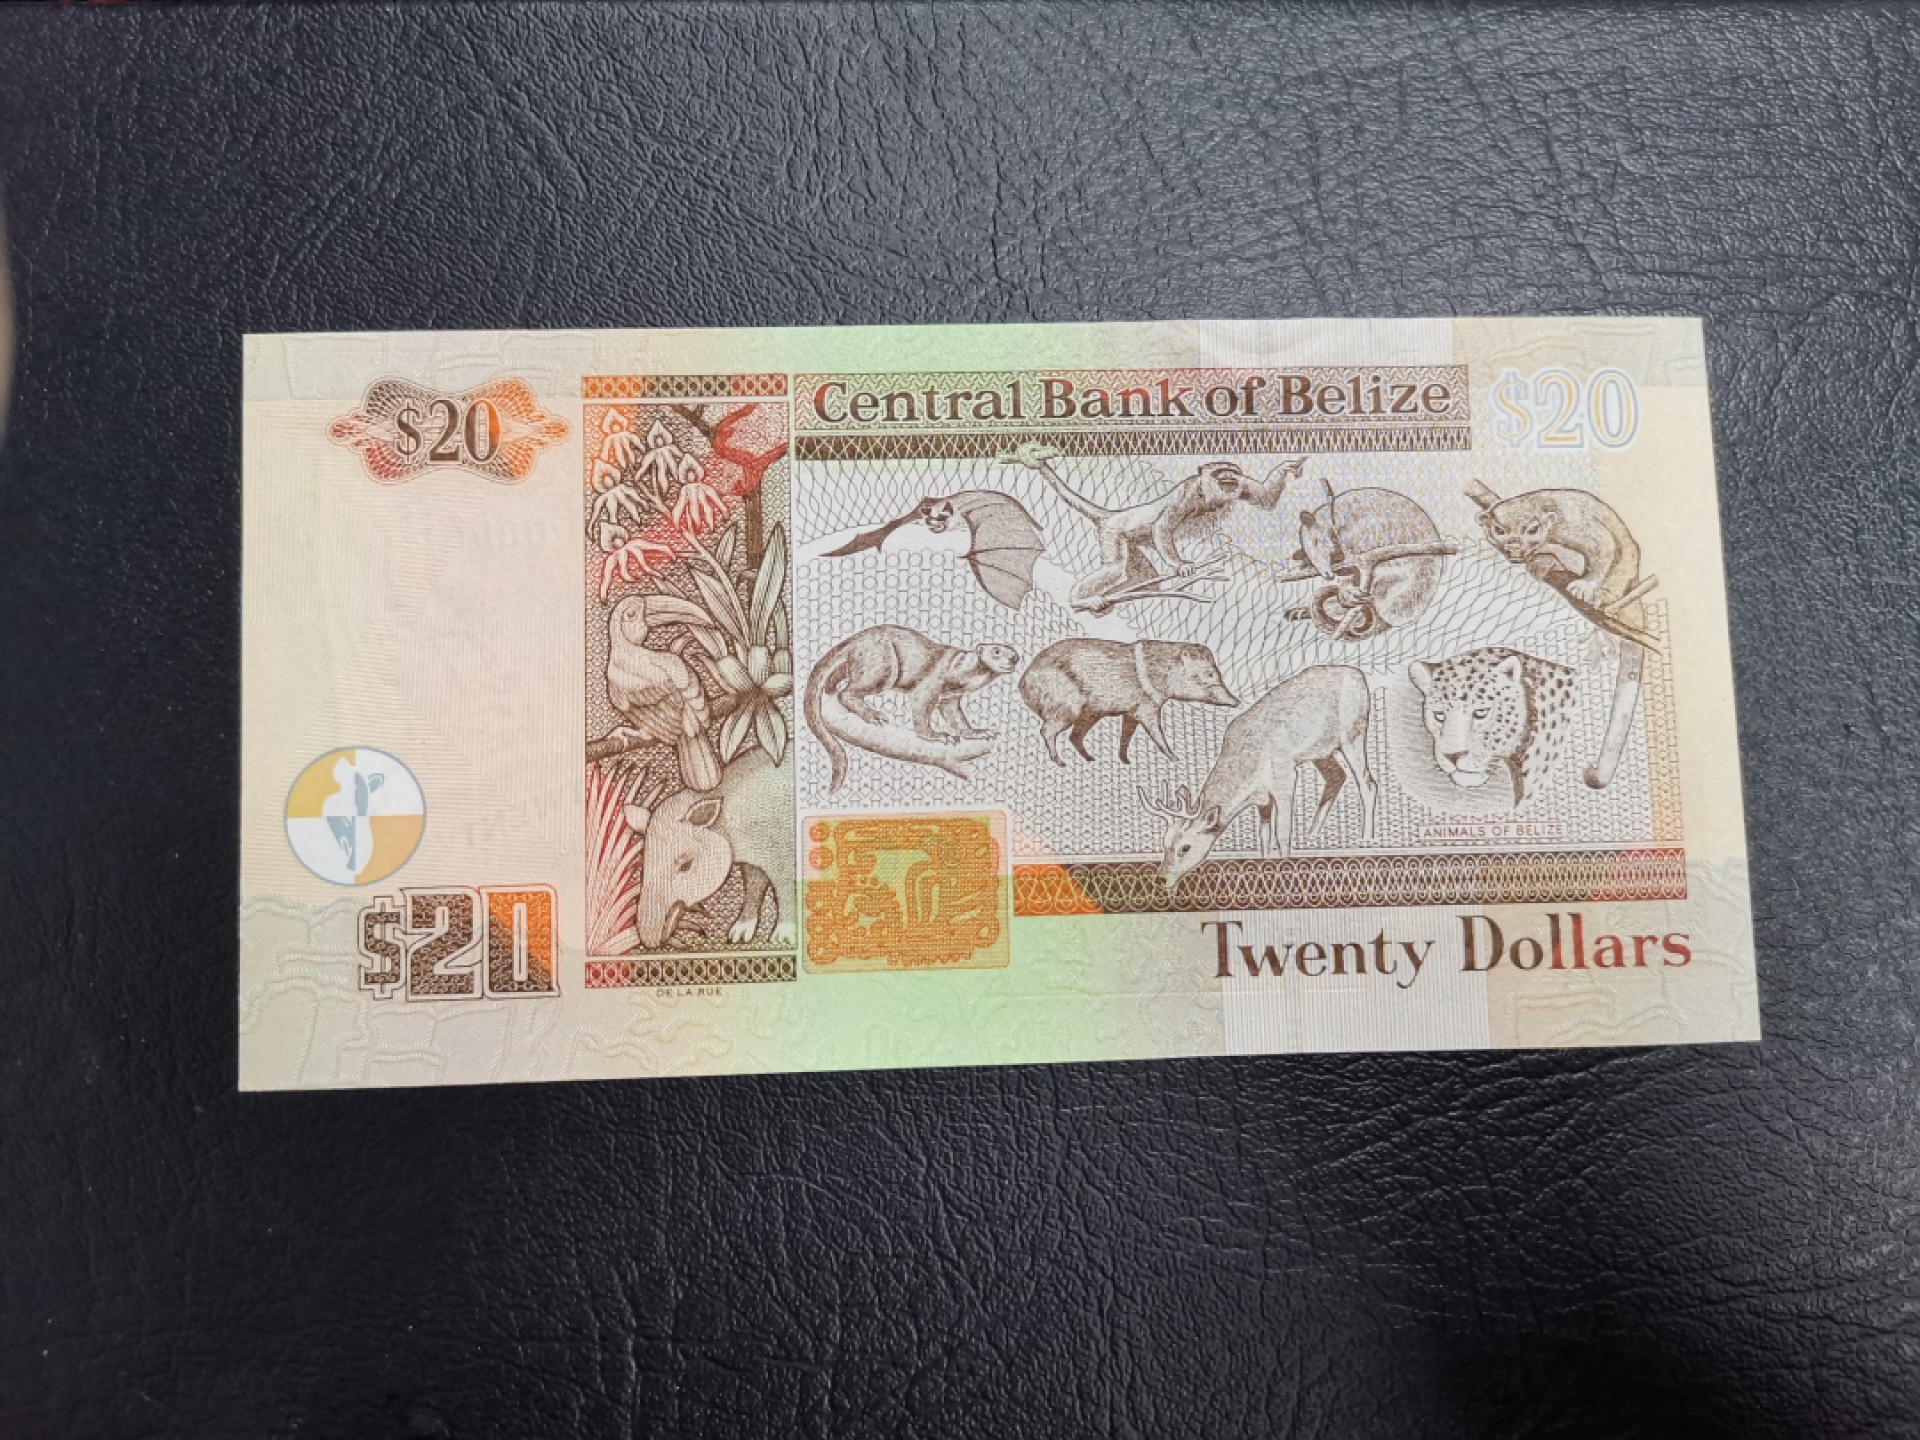 $20
Central Bank of Belize
$20
ANIMALS OF BELIZE
$20
Twenty Dollars
DE LA RUE